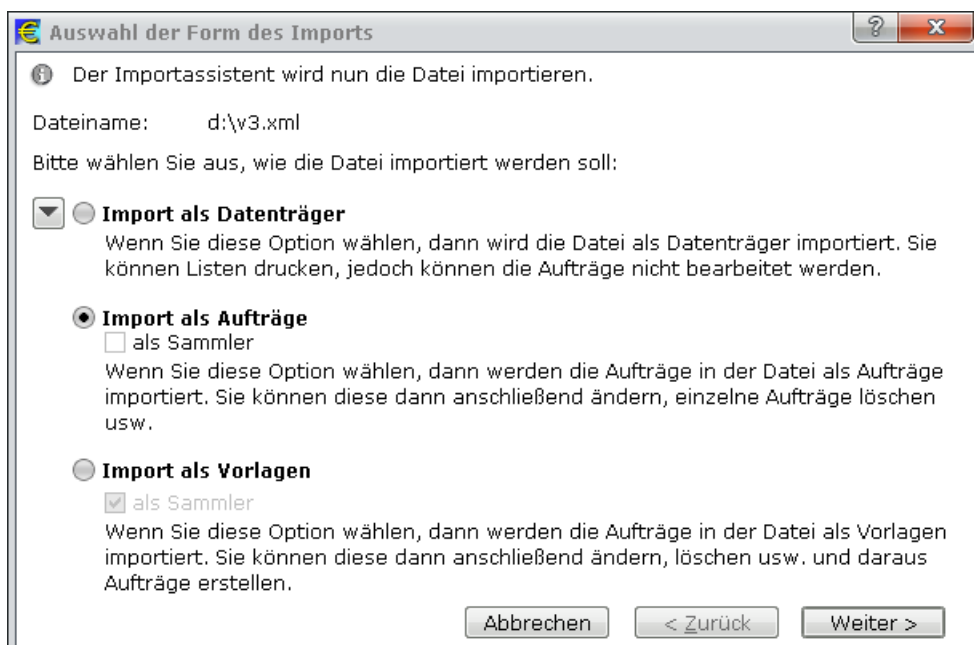 Auswahl der Form des Imports
Der Importassistent wird nun die Datei importieren.
Dateiname: d:\v3.xml
Bitte wählen Sie aus, wie die Datei importiert werden soll:
Import als Datenträger
Wenn Sie diese Option wählen, dann wird die Datei als Datenträger importiert. Sie
können Listen drucken, jedoch können die Aufträge nicht bearbeitet werden.
Import als Aufträge
als Sammler
Wenn Sie diese Option wählen, dann werden die Aufträge in der Datei als Aufträge
importiert. Sie können diese dann anschließend ändern, einzelne Aufträge löschen
usw.
Import als Vorlagen
als Sammler
Wenn Sie diese Option wählen, dann werden die Aufträge in der Datei als Vorlagen
importiert. Sie können diese dann anschließend ändern, löschen usw. und daraus
Aufträge erstellen.
Abbrechen < Zurück Weiter >